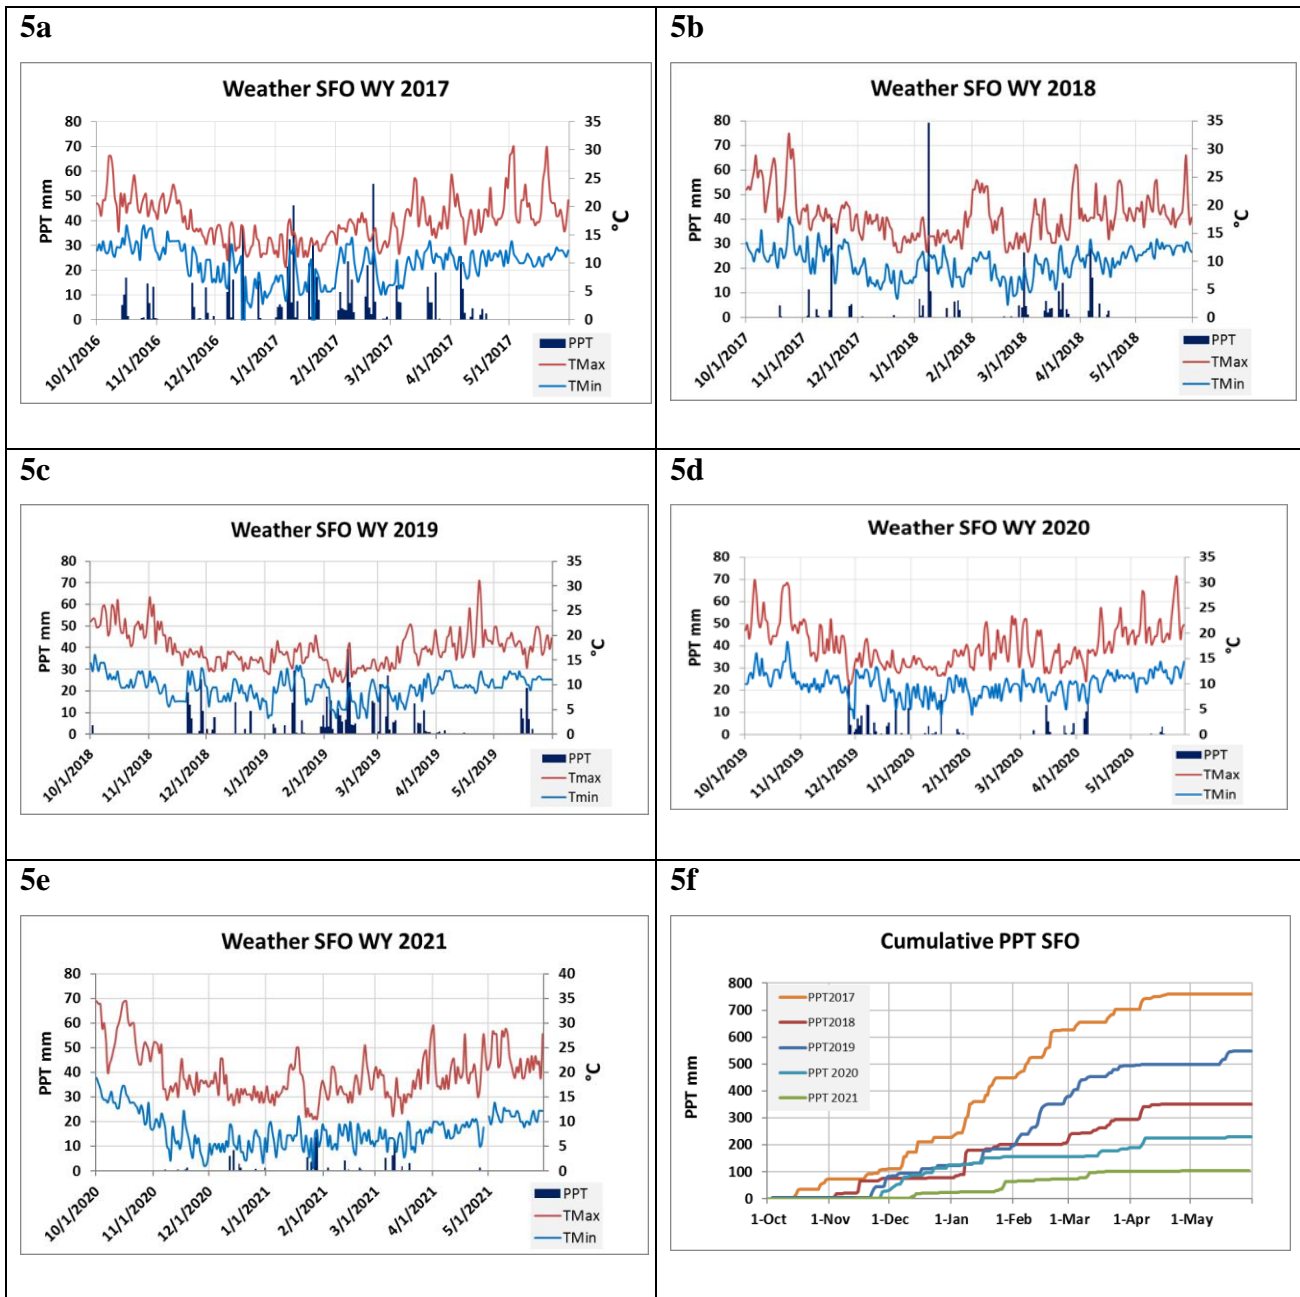 5a
Weather SFO WY 2017
80
70
60
50
40
30
20
10
0
PPT mm
35
30
25
20
15
10
5
0
°C
10/1/2016
11/1/2016
12/1/2016
1/1/2017
2/1/2017
3/1/2017
4/1/2017
5/1/2017
PPT
TMax
TMin
5b
Weather SFO WY 2018
80
70
60
50
40
30
20
10
0
PPT mm
35
30
25
20
15
10
5
0
°C
10/1/2017
11/1/2017
12/1/2017
1/1/2018
2/1/2018
3/1/2018
4/1/2018
5/1/2018
PPT
TMax
TMin
5c
Weather SFO WY 2019
80
70
60
50
40
30
20
10
0
PPT mm
35
30
25
20
15
10
5
0
°C
10/1/2018
11/1/2018
12/1/2018
1/1/2019
2/1/2019
3/1/2019
4/1/2019
5/1/2019
PPT
Tmax
Tmin
5d
Weather SFO WY 2020
80
70
60
50
40
30
20
10
0
PPT mm
35
30
25
20
15
10
5
0
°C
10/1/2019
11/1/2019
12/1/2019
1/1/2020
2/1/2020
3/1/2020
4/1/2020
5/1/2020
PPT
TMax
TMin
5e
Weather SFO WY 2021
80
70
60
50
40
30
20
10
0
PPT mm
40
35
30
25
20
15
10
5
0
°C
10/1/2020
11/1/2020
12/1/2020
1/1/2021
2/1/2021
3/1/2021
4/1/2021
5/1/2021
PPT
TMax
TMin
5f
Cumulative PPT SFO
800
700
600
500
400
300
200
100
0
PPT mm
PPT2017
PPT2018
PPT2019
PPT 2020
PPT 2021
1-Oct
1-Nov
1-Dec
1-Jan
1-Feb
1-Mar
1-Apr
1-May